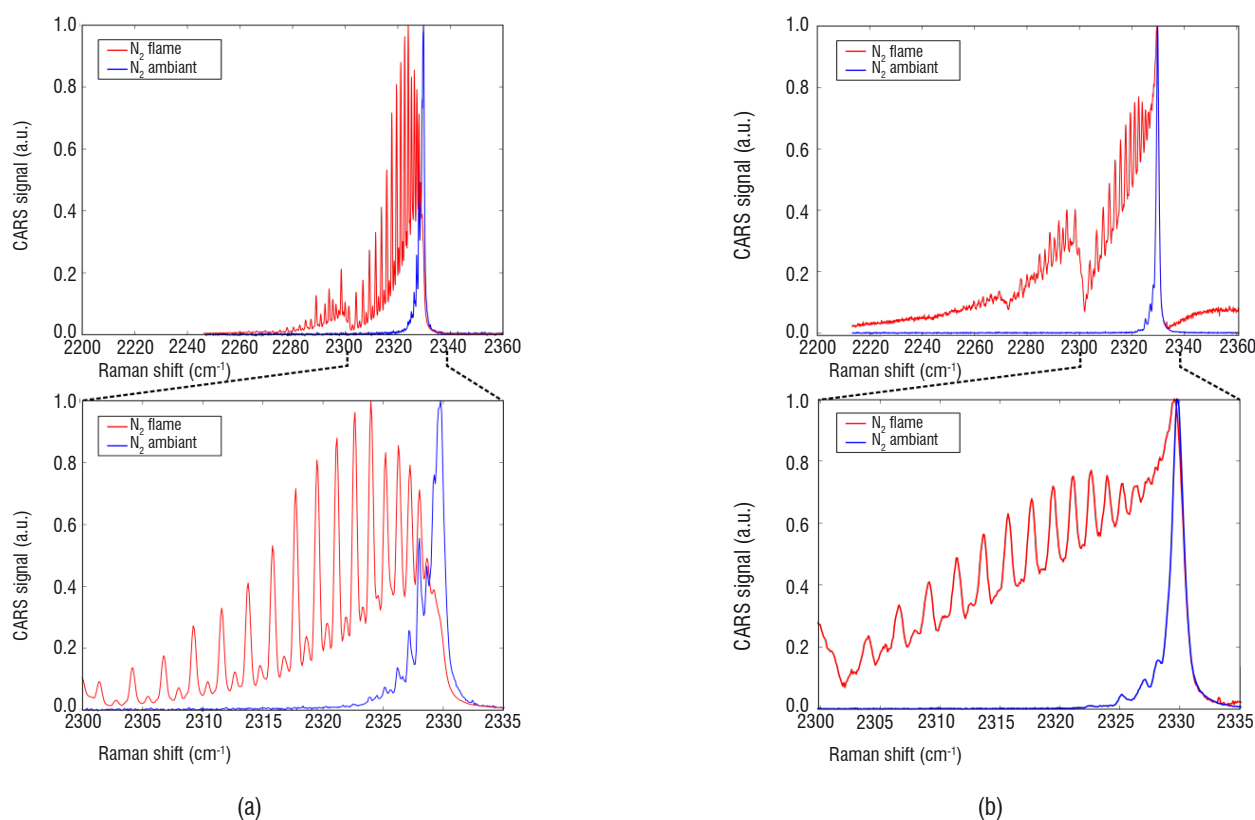 1.0
0.8
0.6
0.4
0.2
0.0
CARS signal (a.u.)
N2 flame
N2 ambiant
2200 2220 2240 2260 2280 2300 2320 2340 2360
Raman shift (cm-1)
1.0
0.8
0.6
0.4
0.2
0.0
CARS signal (a.u.)
N2 flame
N2 ambiant
2300 2305 2310 2315 2320 2325 2330 2335
Raman shift (cm-1)
(a)
1.0
0.8
0.6
0.4
0.2
0.0
CARS signal (a.u.)
N2 flame
N2 ambiant
2200 2220 2240 2260 2280 2300 2320 2340 2360
Raman shift (cm-1)
1.0
0.8
0.6
0.4
0.2
0.0
CARS signal (a.u.)
N2 flame
N2 ambiant
2300 2305 2310 2315 2320 2325 2330 2335
Raman shift (cm-1)
(b)